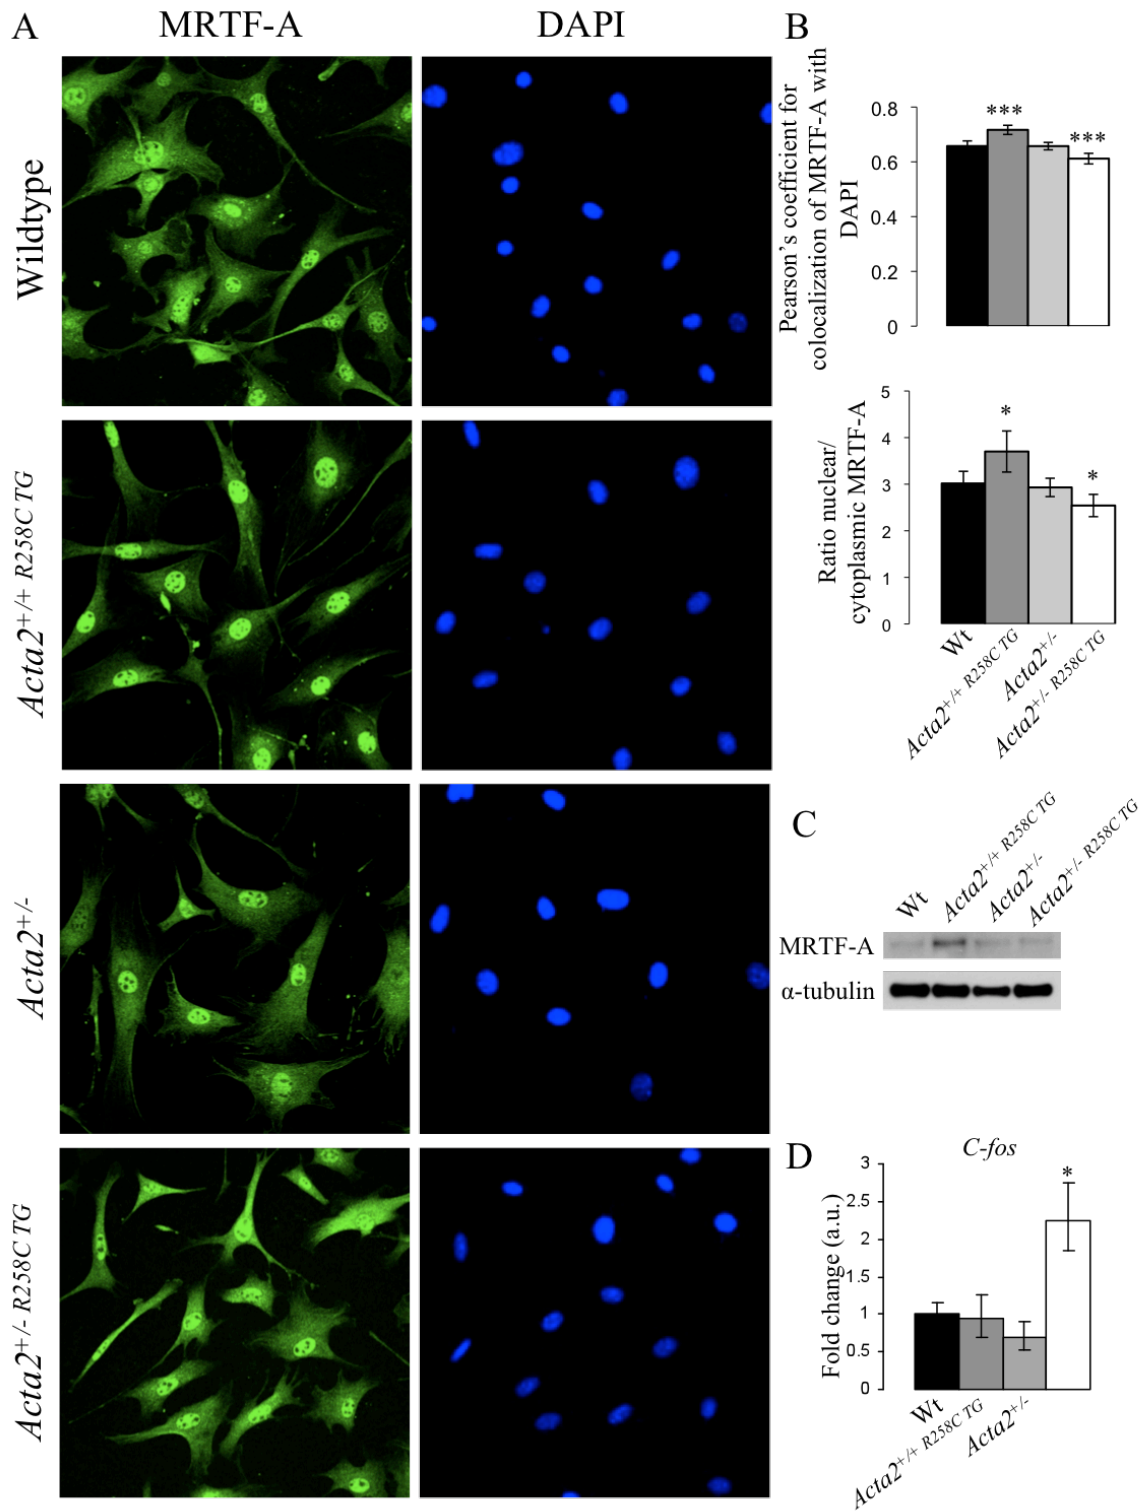 A
MRTF-A
DAPI
Wildtype
Acta2+/+ R258C TG
Acta2+/-
Acta2+/- R258C TG
B
Pearson's coefficient for
colocalization of MRTF-A with
DAPI
0.8
0.6
0.4
0.2
0
***
***
Ratio nuclear/
cytoplasmic MRTF-A
5
4
3
2
1
0
*
*
Wt
Acta2+/+ R258C TG
Acta2+/-
Acta2+/- R258C TG
C
Wt
Acta2+/+ R258C TG
Acta2+/-
Acta2+/- R258C TG
MRTF-A
α-tubulin
D
C-fos
Fold change (a.u.)
3
2.5
2
1.5
1
0.5
0
*
Wt
Acta2+/+ R258C TG
Acta2+/-